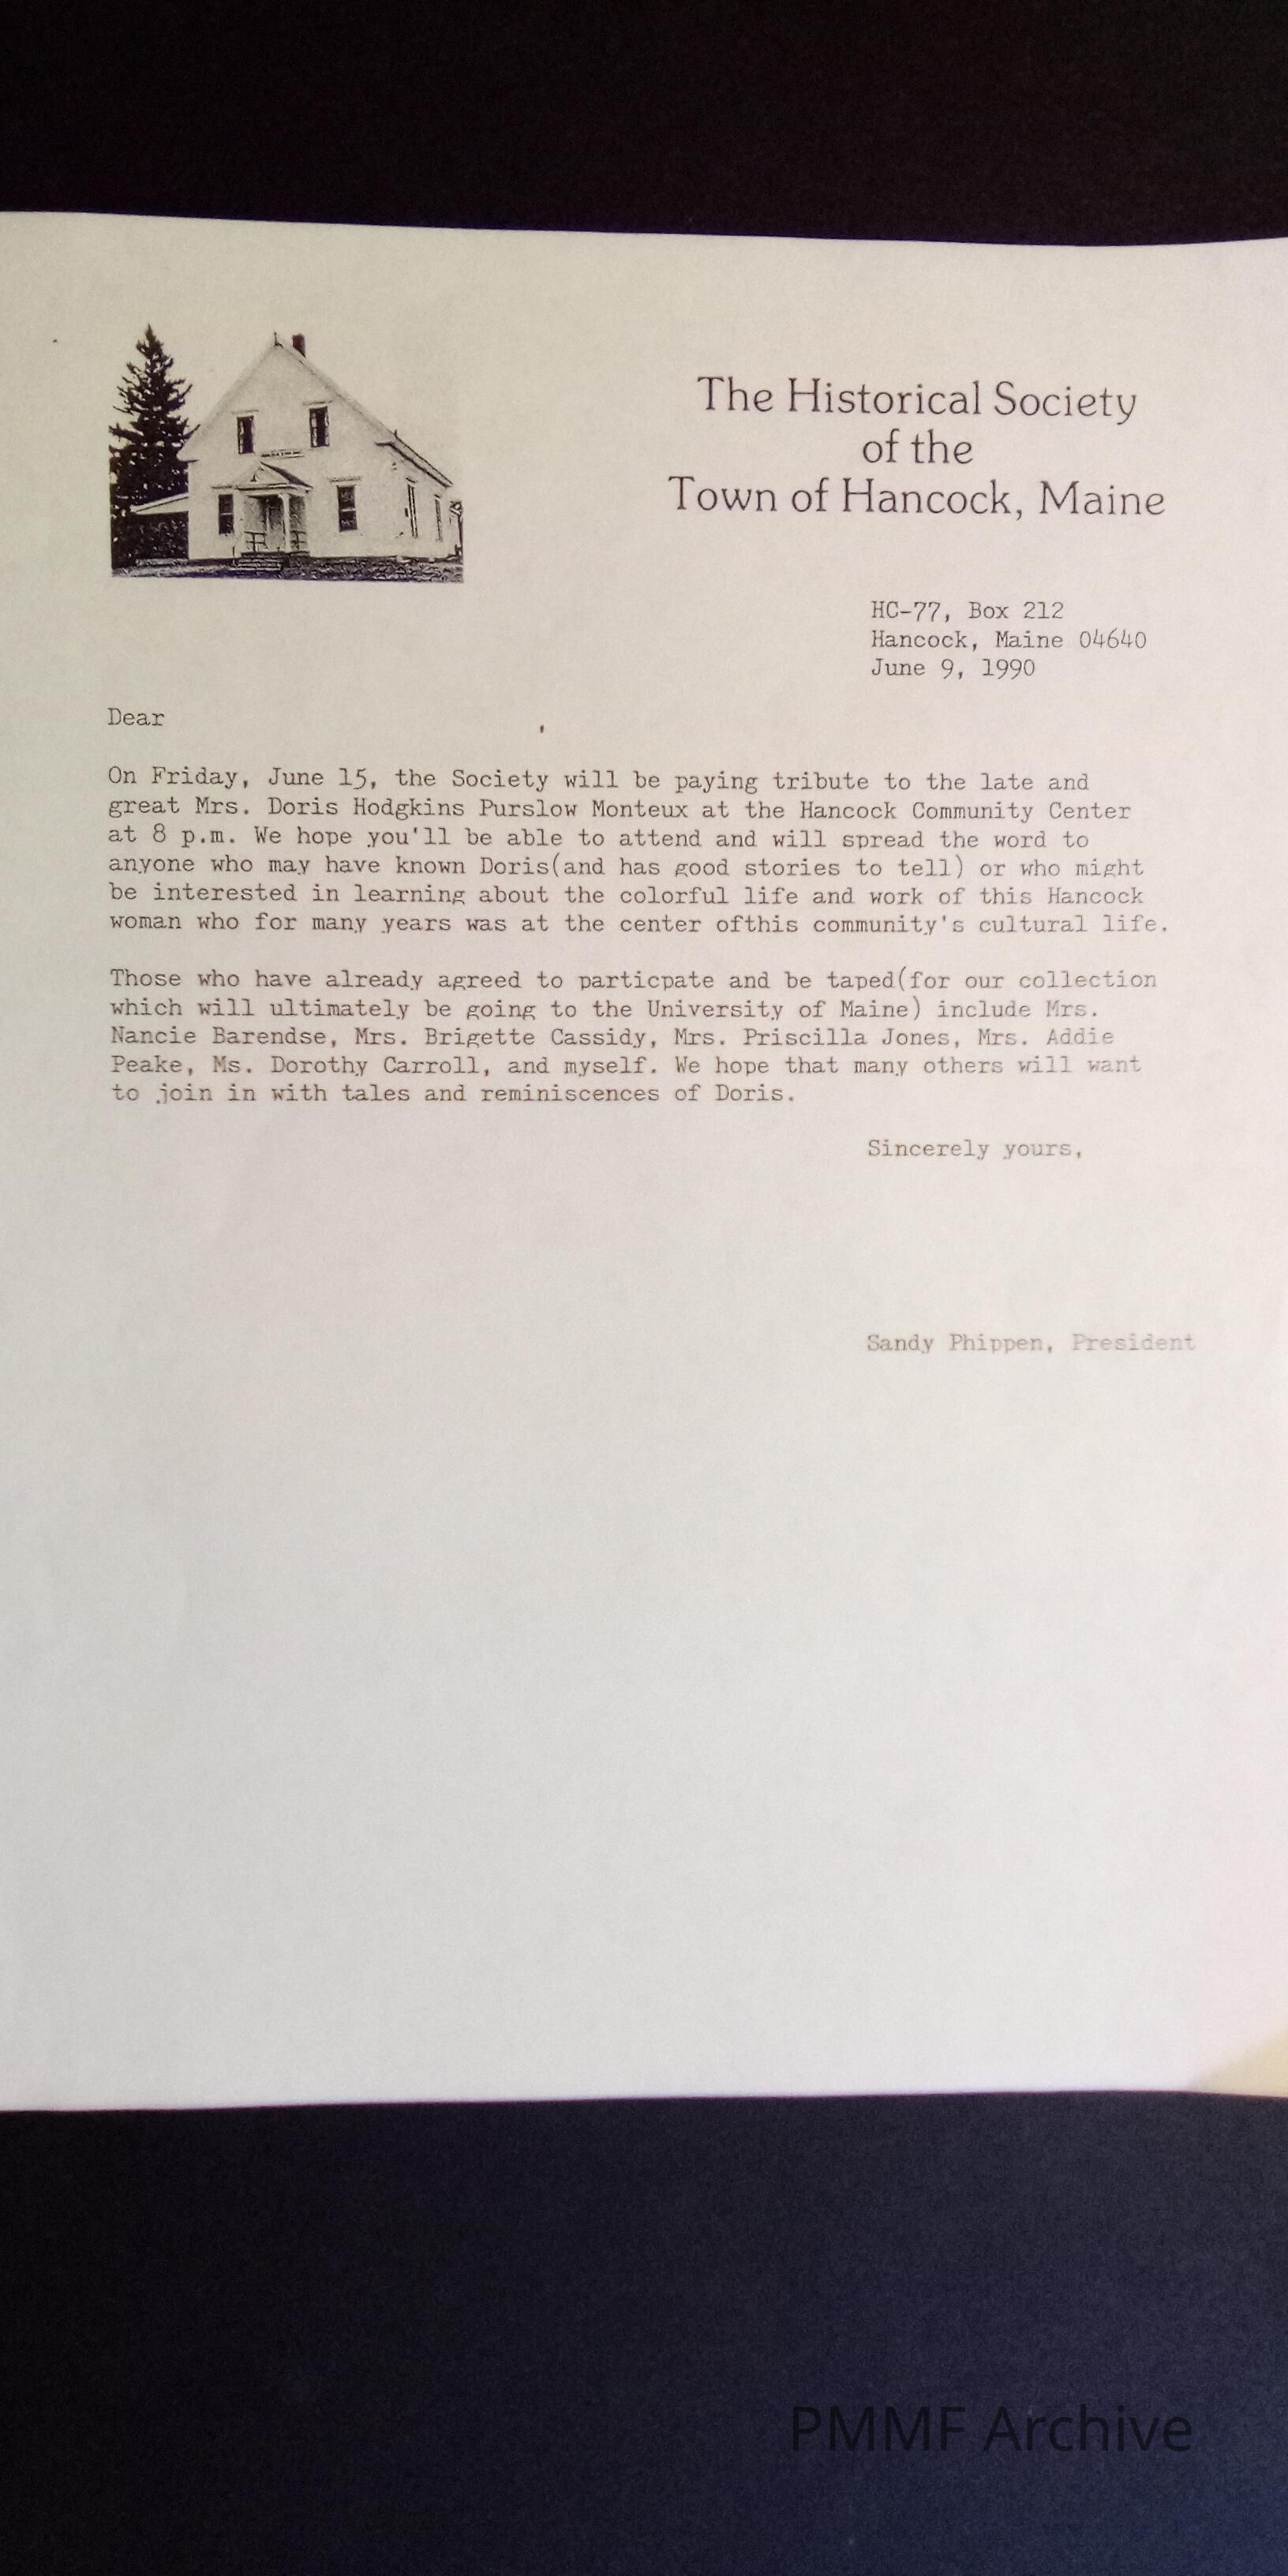 The Historical Society
of the
Town of Hancock, Maine
HC-77, Box 212
Hancock, Maine 04640
June 9, 1990
Dear ,
On Friday, June 15, the Society will be paying tribute to the late and
great Mrs. Doris Hodgkins Purslow Monteux at the Hancock Community Center
at 8 p.m. We hope you'll be able to attend and will spread the word to
anyone who may have known Doris(and has good stories to tell) or who might
be interested in learning about the colorful life and work of this Hancock
woman who for many years was at the center ofthis community's cultural life.
Those who have already agreed to particpate and be taped(for our collection
which will ultimately be going to the University of Maine) include Mrs.
Nancie Barendse, Mrs. Brigette Cassidy, Mrs. Priscilla Jones, Mrs. Addie
Peake, Ms. Dorothy Carroll, and myself. We hope that many others will want
to join in with tales and reminiscences of Doris.
Sincerely yours,
Sandy Phippen, President
PMMF Archive